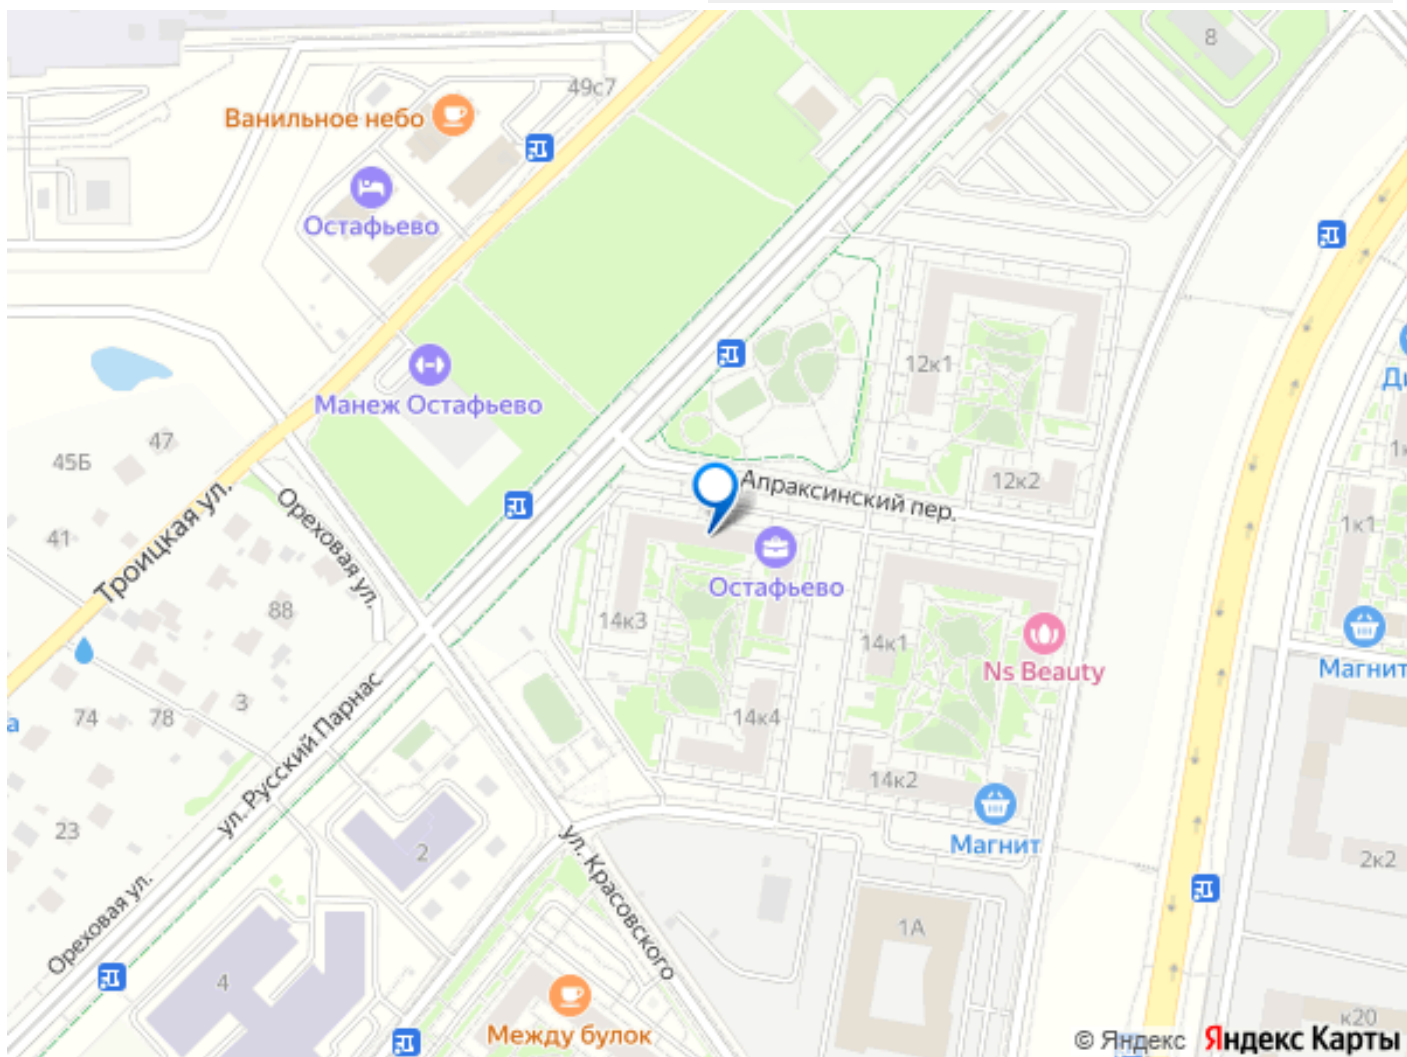 8
49с7
Ванильное небо
Остафьево
12к1
Манеж Остафьево
47
45Б
12к2
Апраксинский пер.
Ореховая ул.
Троицкая ул.
41
1к1
Остафьево
88
14к3
14к1
Ns Beauty
Магнит
3
74
78
14к4
ул. Русский Парнас
14к2
23
Магнит
2
2к2
ул. Красовского
Ореховая ул.
1А
4
к20
Между булок
© Яндекс Яндекс Карты